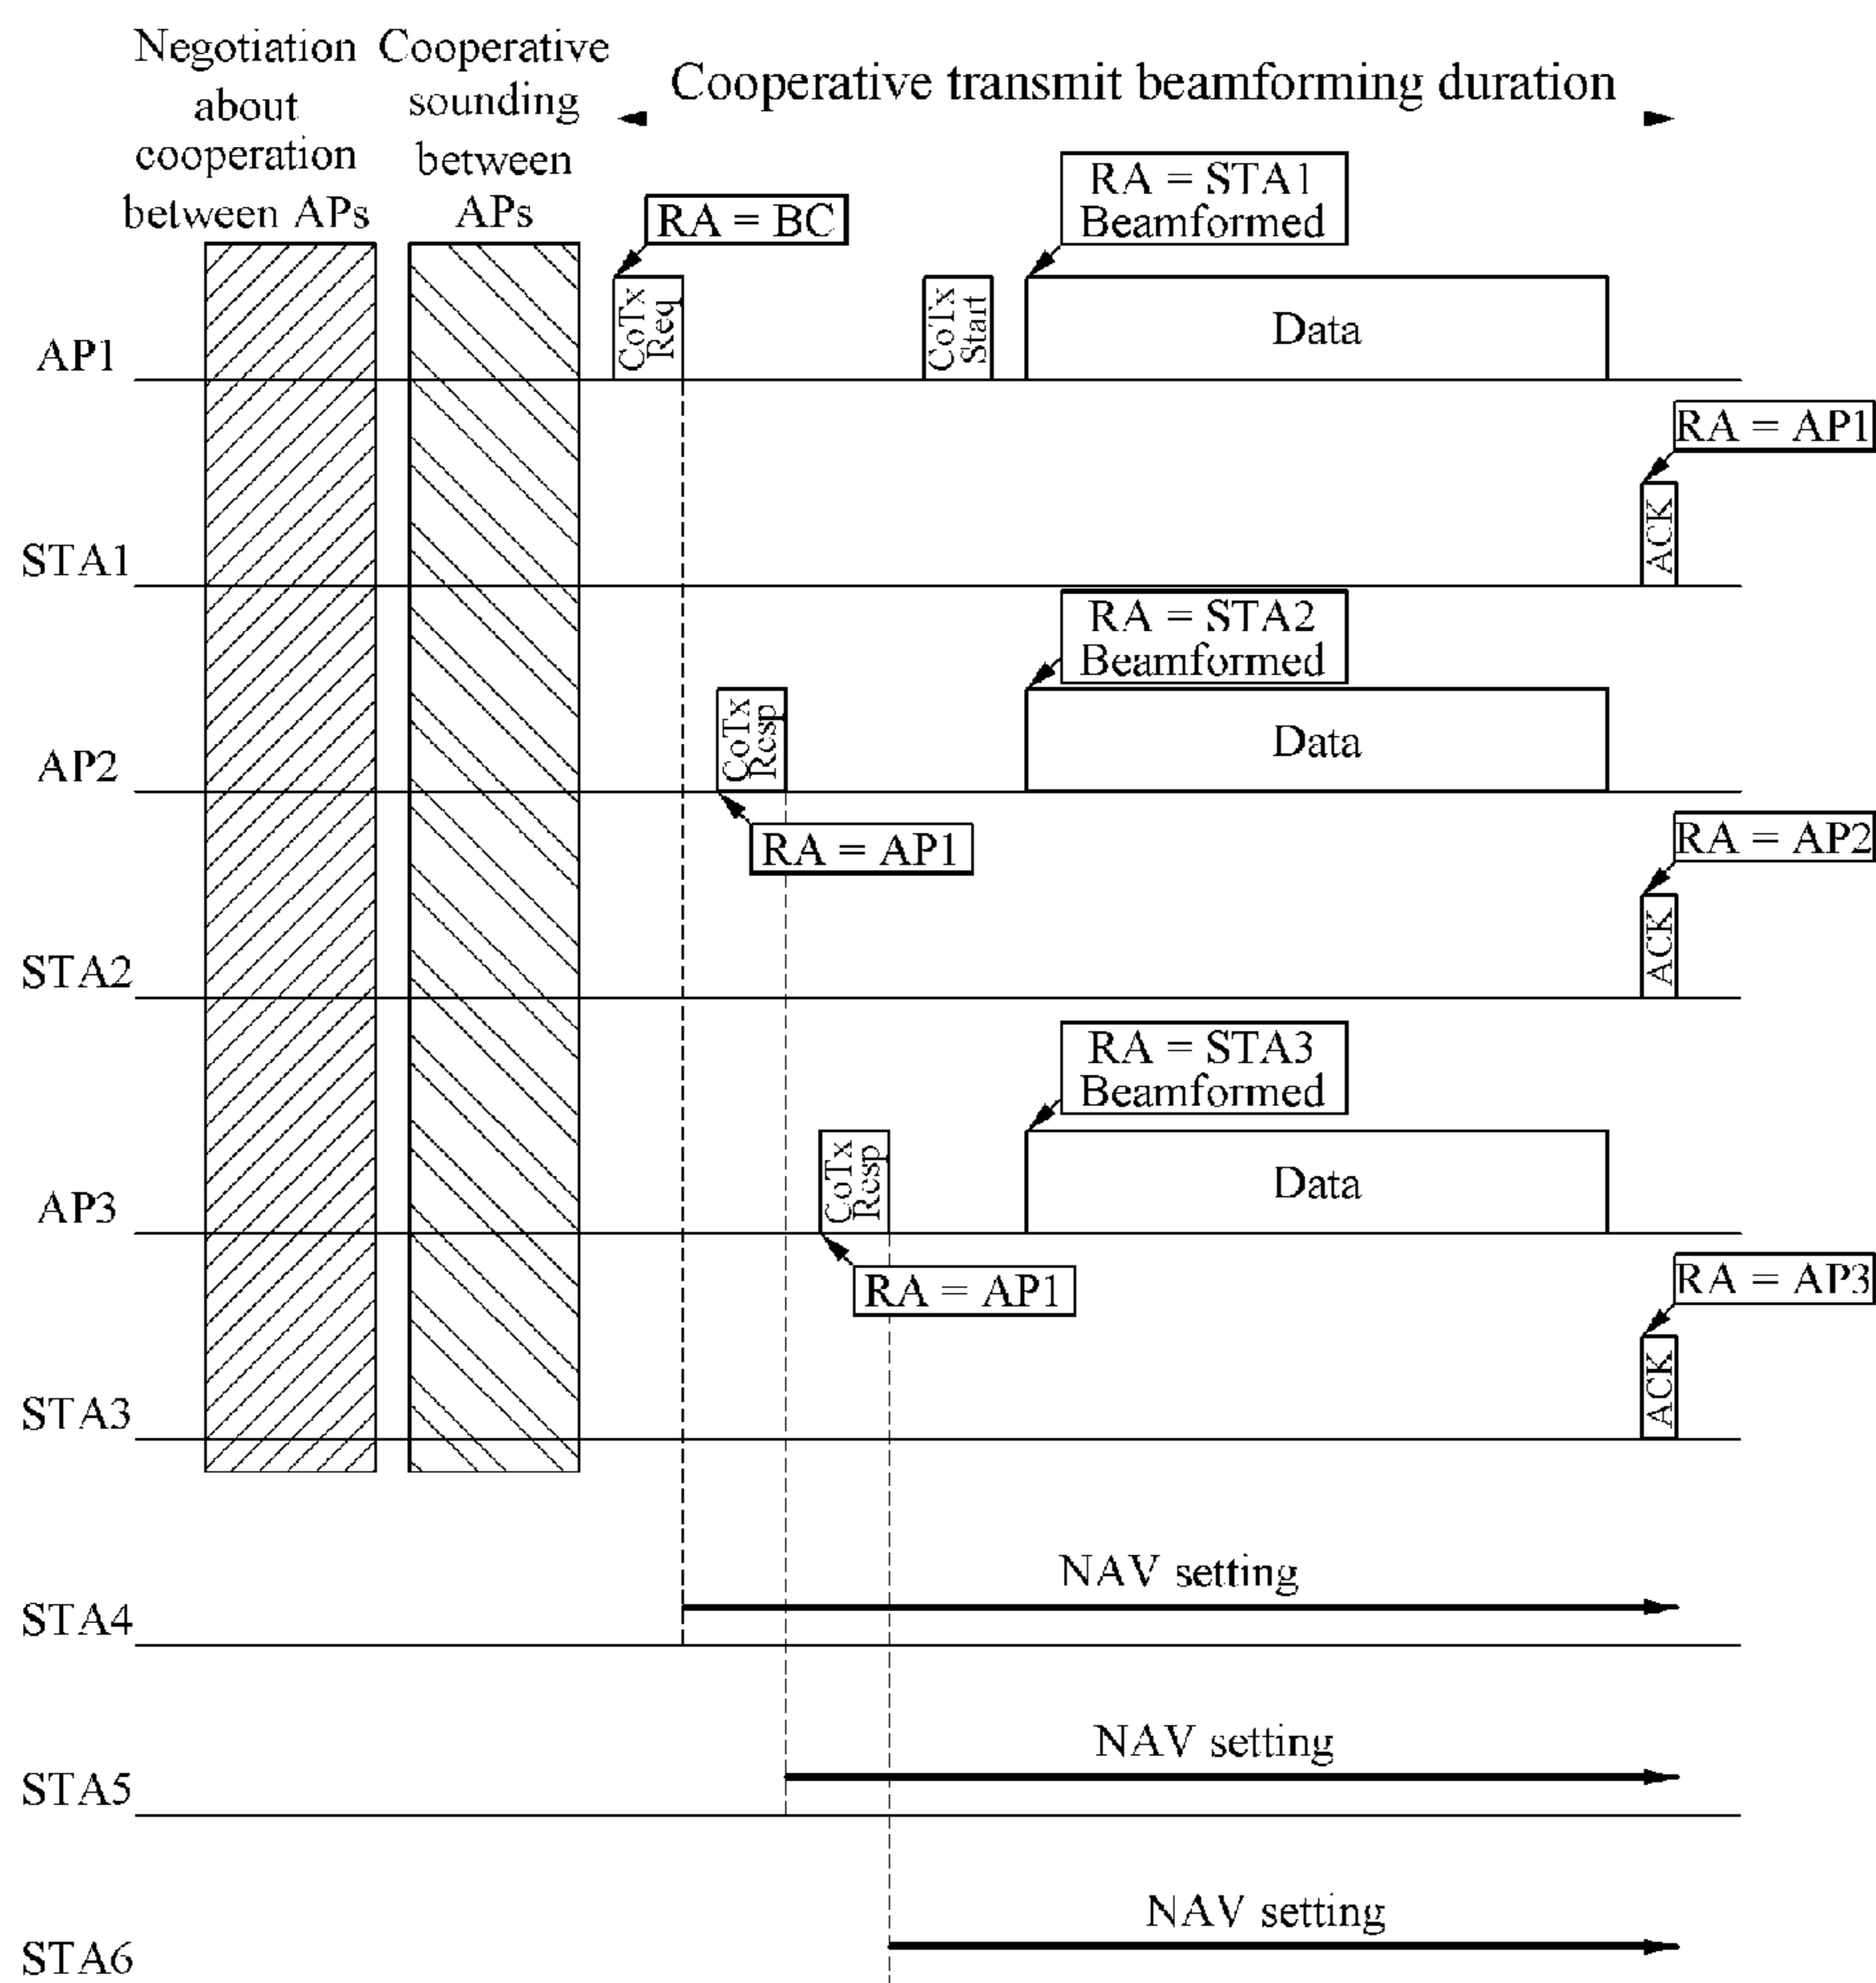 Negotiation
about
cooperation
between APs
Cooperative
sounding
between
APs
Cooperative transmit beamforming duration
RA = BC
RA = STA1
Beamformed
AP1
CoTx
Req
CoTx
Start
Data
RA = AP1
STA1
ACK
RA = STA2
Beamformed
AP2
CoTx
Resp
Data
RA = AP1
RA = AP2
STA2
ACK
RA = STA3
Beamformed
AP3
CoTx
Resp
Data
RA = AP1
RA = AP3
STA3
ACK
NAV setting
STA4
NAV setting
STA5
NAV setting
STA6